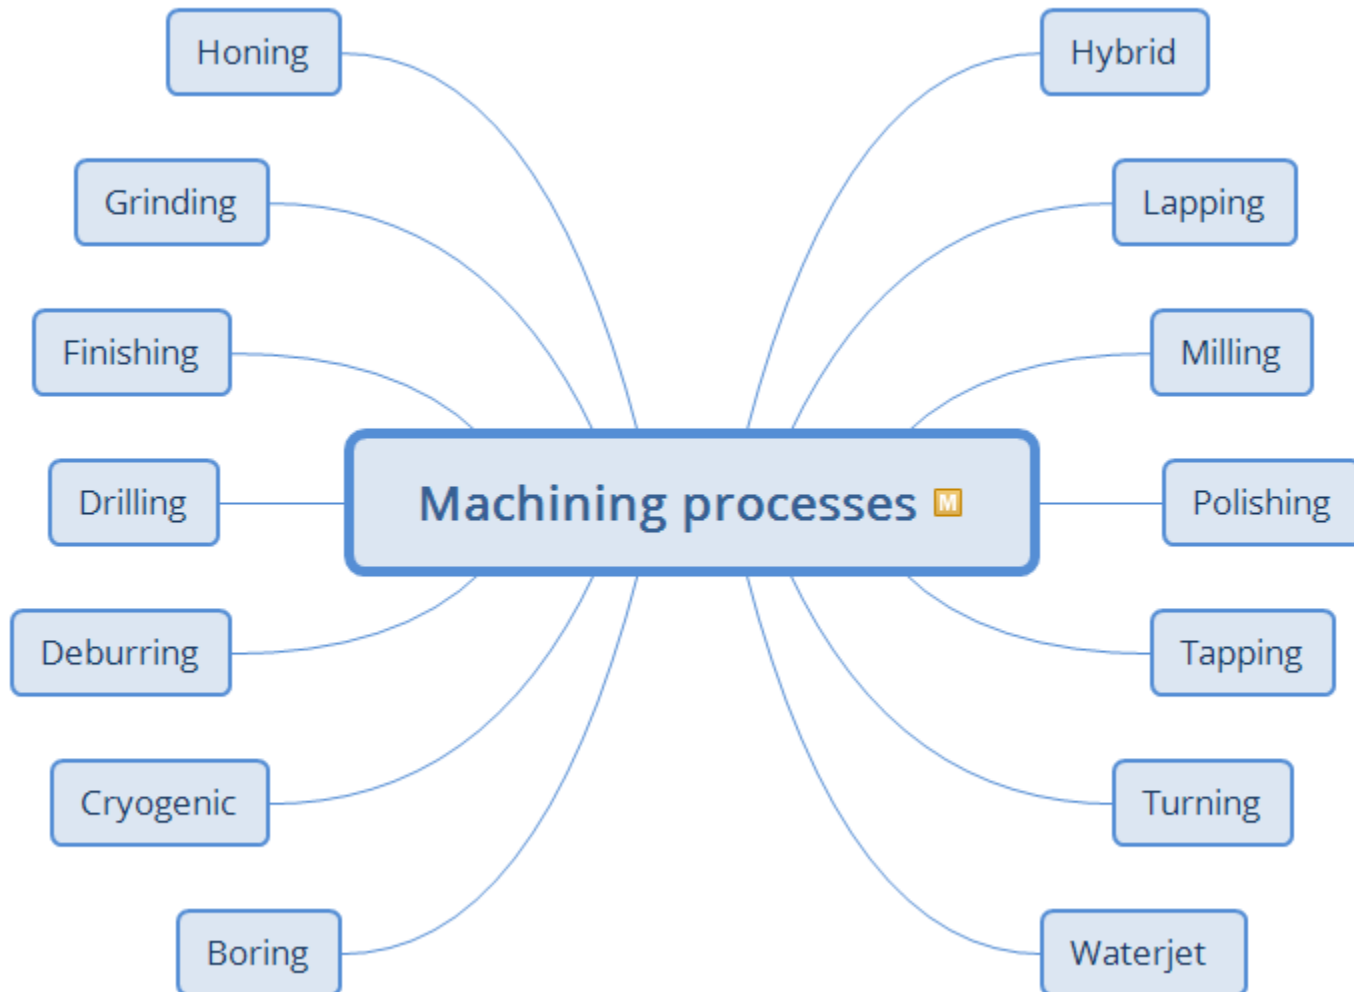 Honing
Hybrid
Grinding
Lapping
Finishing
Milling
Drilling
Machining processes M
Polishing
Deburring
Tapping
Cryogenic
Turning
Boring
Waterjet